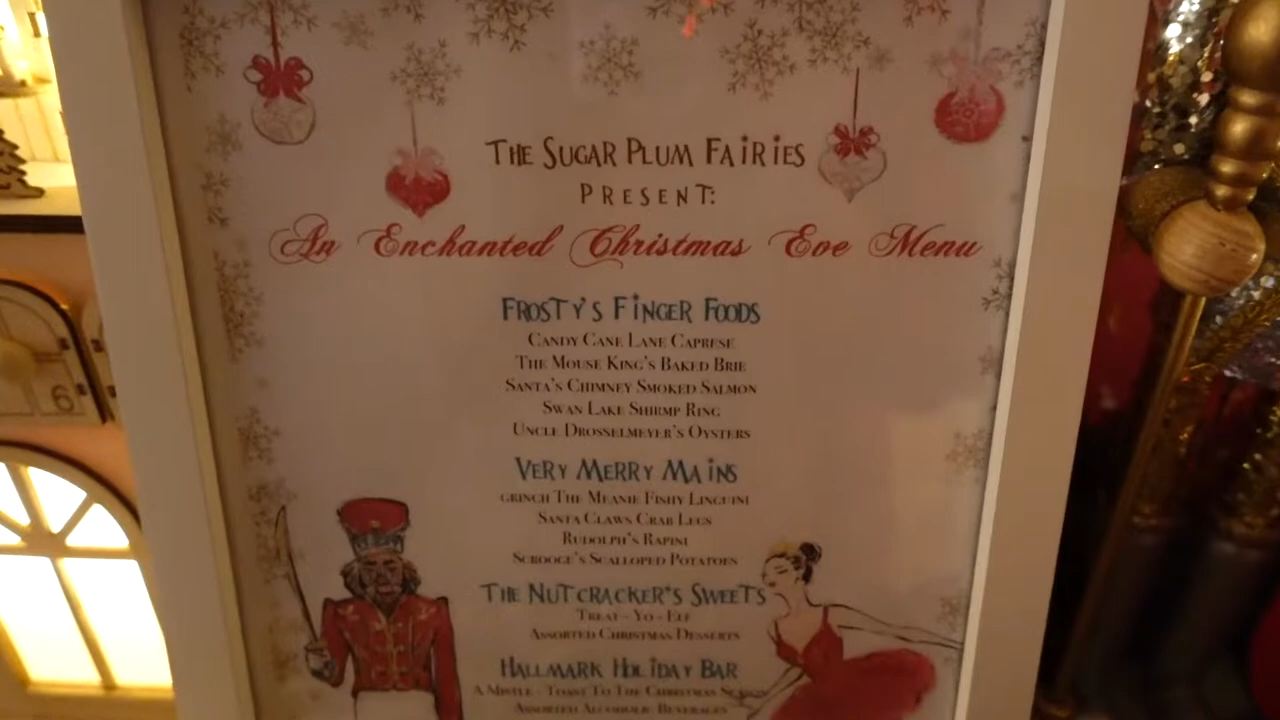 The Sugar Plum Fairies
Present:
An Enchanted Christmas Eve Menu
Frosty's Finger Foods
Candy Cane Lane Caprese
The Mouse King's Baked Brie
Santa's Chimney Smoked Salmon
Swan Lake Shirmp Ring
Uncle Drosselmeyer's Oysters
Very Merry Mains
Grinch The Meanie Fishy Linguini
Santa Claws Crab Legs
Rudolph's Rapini
Scrooge's Scalloped Potatoes
The Nutcracker's Sweets
Treat - Yo - Elf
Assorted Christmas Desserts
Hallmark Holiday Bar
A Mistle - Toast To The Christmas Season
Assorted Alcoholic Beverages
6